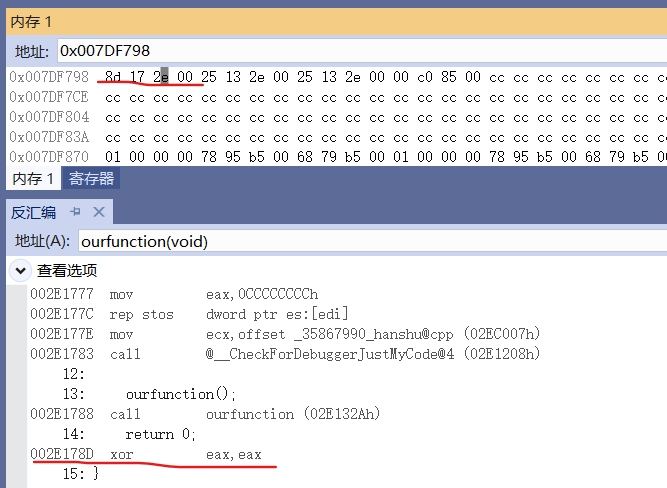 内存 1
地址: 0x007DF798
0x007DF798 8d 17 2e 00 25 13 2e 00 25 13 2e 00 00 c0 85 00 cc cc cc cc cc cc c
0x007DF7CE cc cc cc cc cc cc cc cc cc cc cc cc cc cc cc cc cc cc cc cc cc cc c
0x007DF804 cc cc cc cc cc cc cc cc cc cc cc cc cc cc cc cc cc cc cc cc cc cc c
0x007DF83A cc cc cc cc cc cc cc cc cc cc cc cc cc cc cc cc cc cc cc cc cc cc c
0x007DF870 01 00 00 00 78 95 b5 00 68 79 b5 00 01 00 00 00 78 95 b5 00 68 79 b5 0
内存 1 寄存器
反汇编
地址(A): ourfunction(void)
查看选项
002E1777 mov eax,0CCCCCCCCh
002E177C rep stos dword ptr es:[edi]
002E177E mov ecx,offset _35867990_hanshu@cpp (02EC007h)
002E1783 call @__CheckForDebuggerJustMyCode@4 (02E1208h)
12:
13: ourfunction();
002E1788 call ourfunction (02E132Ah)
14: return 0;
002E178D xor eax,eax
15: }